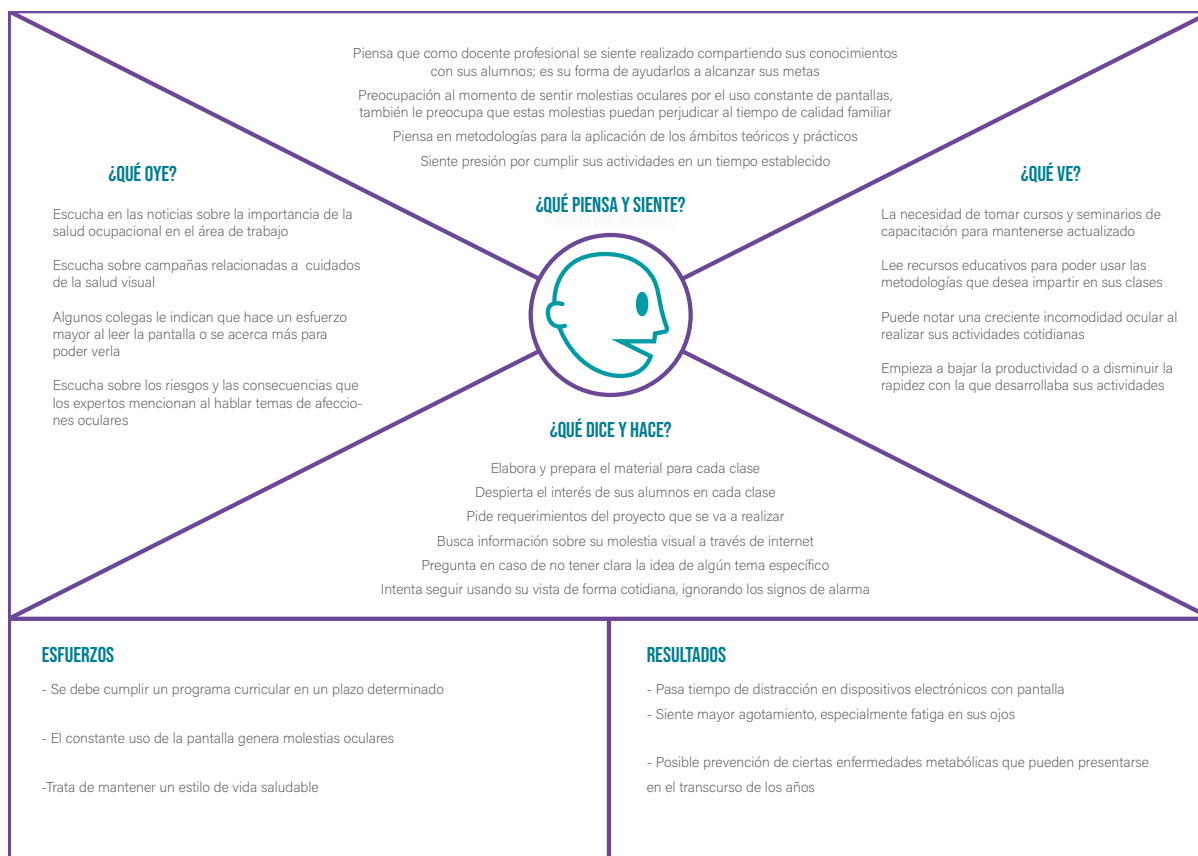 Piensa que como docente profesional se siente realizado compartiendo sus conocimientos
con sus alumnos; es su forma de ayudarlos a alcanzar sus metas
Preocupación al momento de sentir molestias oculares por el uso constante de pantallas,
también le preocupa que estas molestias puedan perjudicar al tiempo de calidad familiar
Piensa en metodologías para la aplicación de los ámbitos teóricos y prácticos
Siente presión por cumplir sus actividades en un tiempo establecido
¿QUÉ PIENSA Y SIENTE?
¿QUÉ OYE?
Escucha en las noticias sobre la importancia de la
salud ocupacional en el área de trabajo
Escucha sobre campañas relacionadas a cuidados
de la salud visual
Algunos colegas le indican que hace un esfuerzo
mayor al leer la pantalla o se acerca más para
poder verla
Escucha sobre los riesgos y las consecuencias que
los expertos mencionan al hablar temas de afeccio-
nes oculares
¿QUÉ VE?
La necesidad de tomar cursos y seminarios de
capacitación para mantenerse actualizado
Lee recursos educativos para poder usar las
metodologías que desea impartir en sus clases
Puede notar una creciente incomodidad ocular al
realizar sus actividades cotidianas
Empieza a bajar la productividad o a disminuir la
rapidez con la que desarrollaba sus actividades
¿QUÉ DICE Y HACE?
Elabora y prepara el material para cada clase
Despierta el interés de sus alumnos en cada clase
Pide requerimientos del proyecto que se va a realizar
Busca información sobre su molestia visual a través de internet
Pregunta en caso de no tener clara la idea de algún tema específico
Intenta seguir usando su vista de forma cotidiana, ignorando los signos de alarma
ESFUERZOS
- Se debe cumplir un programa curricular en un plazo determinado
- El constante uso de la pantalla genera molestias oculares
-Trata de mantener un estilo de vida saludable
RESULTADOS
- Pasa tiempo de distracción en dispositivos electrónicos con pantalla
- Siente mayor agotamiento, especialmente fatiga en sus ojos
- Posible prevención de ciertas enfermedades metabólicas que pueden presentarse
en el transcurso de los años